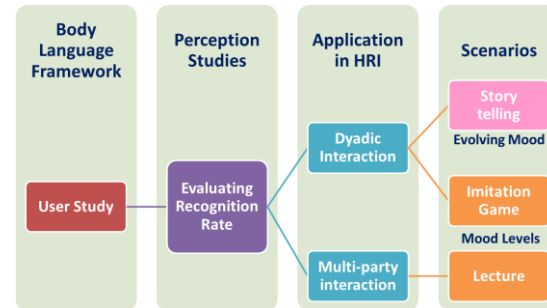 Body
Language
Framework
Perception
Studies
Application
in HRI
Scenarios
User Study
Evaluating
Recognition
Rate
Dyadic
Interaction
Multi-party
interaction
Story
telling
Evolving Mood
Imitation
Game
Mood Levels
Lecture